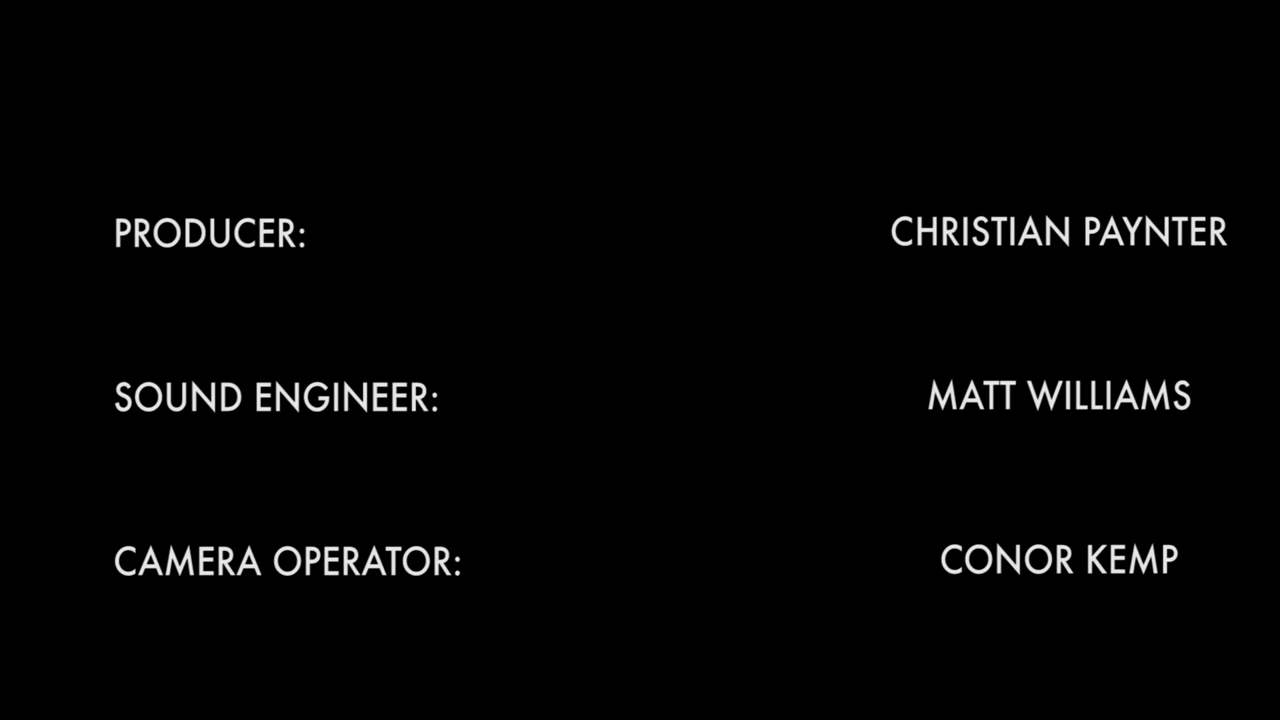 PRODUCER: CHRISTIAN PAYNTER
SOUND ENGINEER: MATT WILLIAMS
CAMERA OPERATOR: CONOR KEMP